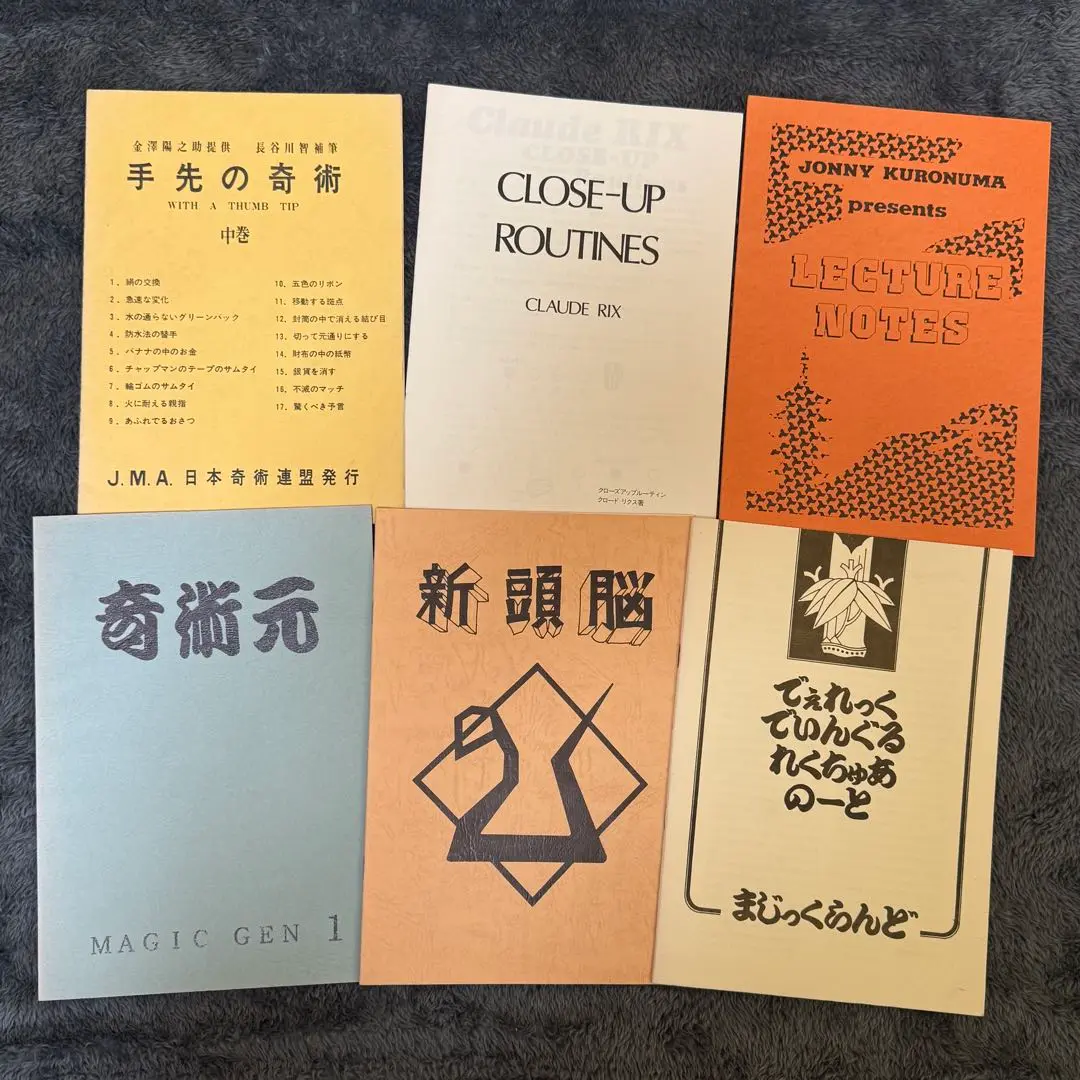 金澤陽之助提供 長谷川智補筆
手先の奇術
WITH A THUMB TIP
中巻
1. 絹の交換
2. 急速な変化
3. 水の通らないグリーンバック
4. 防水法の替手
5. バナナの中のお金
6. チャップマンのテープのサムタイ
7. 輪ゴムのサムタイ
8. 火に耐える親指
9. あふれでるおさつ
10. 五色のリボン
11. 移動する斑点
12. 封筒の中で消える結び目
13. 切って元通りにする
14. 財布の中の紙幣
15. 銀貨を消す
16. 不滅のマッチ
17. 驚くべき予言
J.M.A. 日本奇術連盟発行
Claude RIX
CLOSE-UP
CLOSE-UP
ROUTINES
CLAUDE RIX
クローズアップルーティン
クロード・リクス著
JONNY KURONUMA
presents
LECTURE
NOTES
奇術元
MAGIC GEN 1
新頭脳
でぇれっく
でいんぐる
れくちゅあ
のーと
まじっくらんど